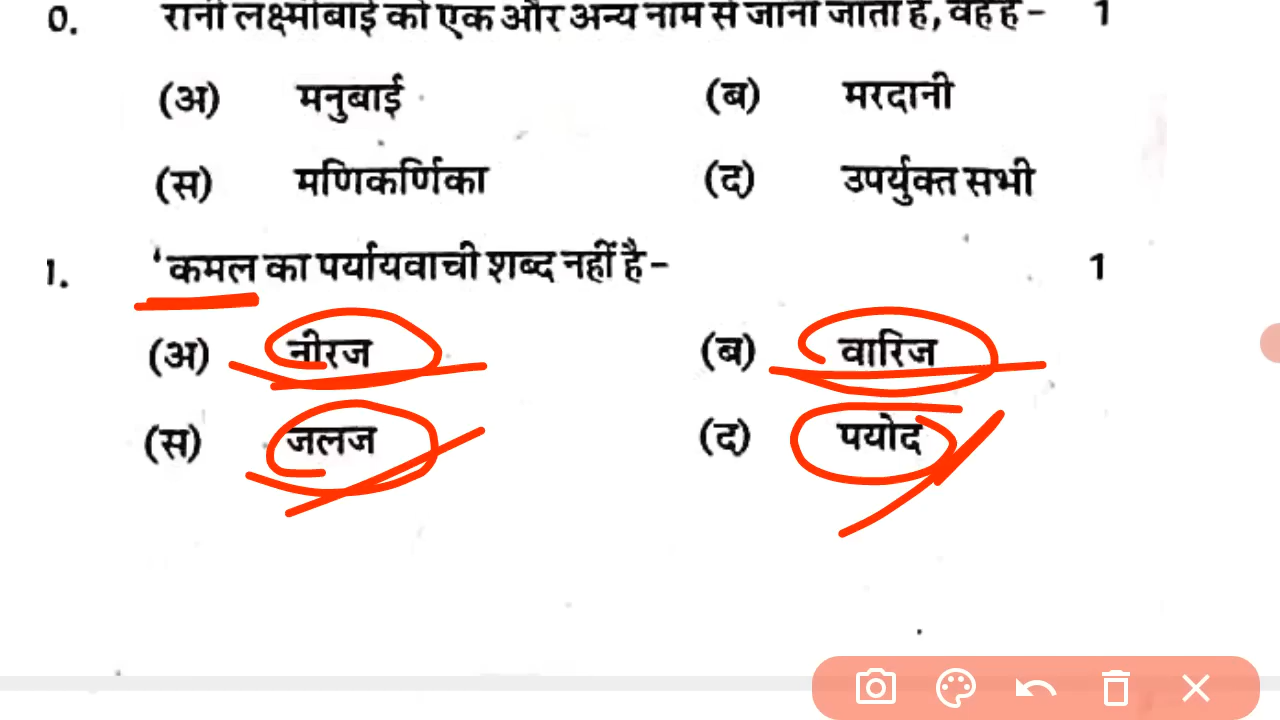 0. रानी लक्ष्मीबाई को एक और अन्य नाम से जाना जाता है, वह है – 1
(अ) मनुबाई (ब) मरदानी
(स) मणिकर्णिका (द) उपर्युक्त सभी
1. 'कमल का पर्यायवाची शब्द नहीं है – 1
(अ) नीरज (ब) वारिज
(स) जलज (द) पयोद